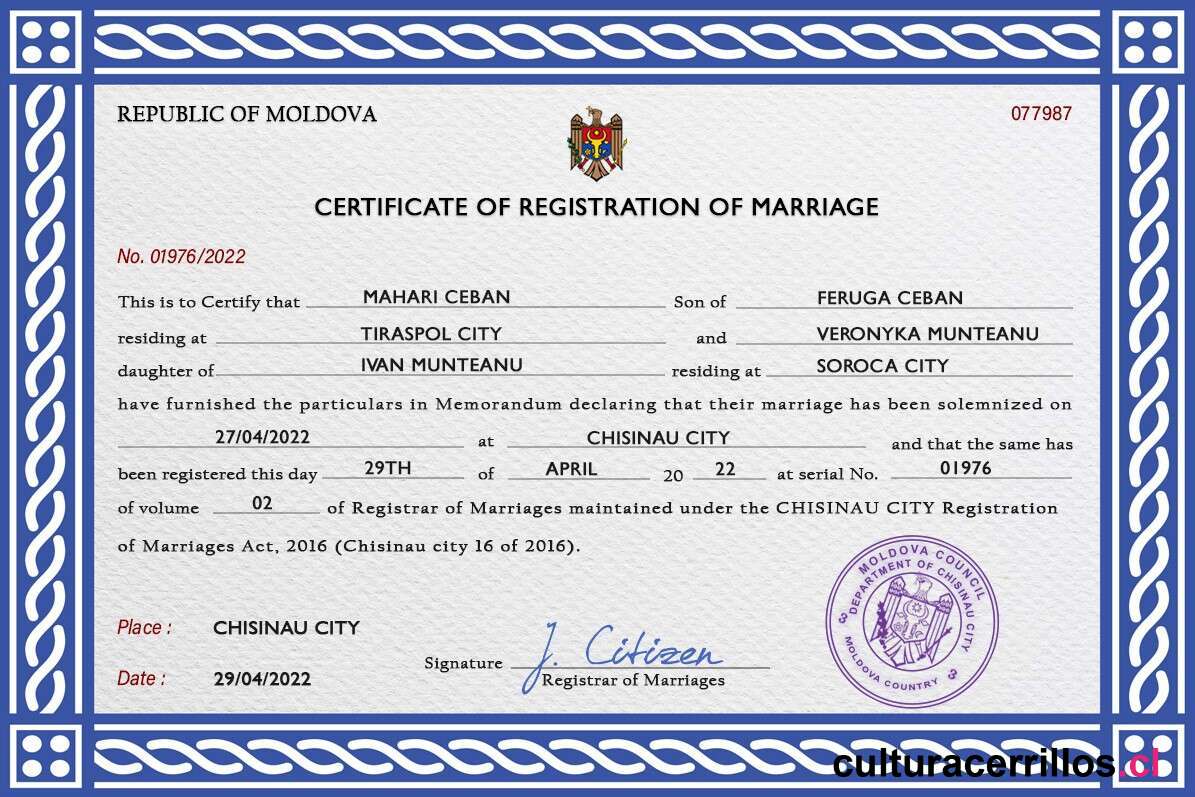 REPUBLIC OF MOLDOVA 077987
CERTIFICATE OF REGISTRATION OF MARRIAGE
No. 01976/2022
This is to Certify that MAHARI CEBAN Son of FERUGA CEBAN
residing at TIRASPOL CITY and VERONYKA MUNTEANU
daughter of IVAN MUNTEANU residing at SOROCA CITY
have furnished the particulars in Memorandum declaring that their marriage has been solemnized on
27/04/2022 at CHISINAU CITY and that the same has
been registered this day 29TH of APRIL 20 22 at serial No. 01976
of volume 02 of Registrar of Marriages maintained under the CHISINAU CITY Registration
of Marriages Act, 2016 (Chisinau city 16 of 2016).
MOLDOVA COUNCIL
DEPARTMENT OF CHISINAU CITY
MOLDOVA COUNTRY
Place : CHISINAU CITY
Signature J. Citizen
Registrar of Marriages
Date : 29/04/2022
culturacerrillos.cl